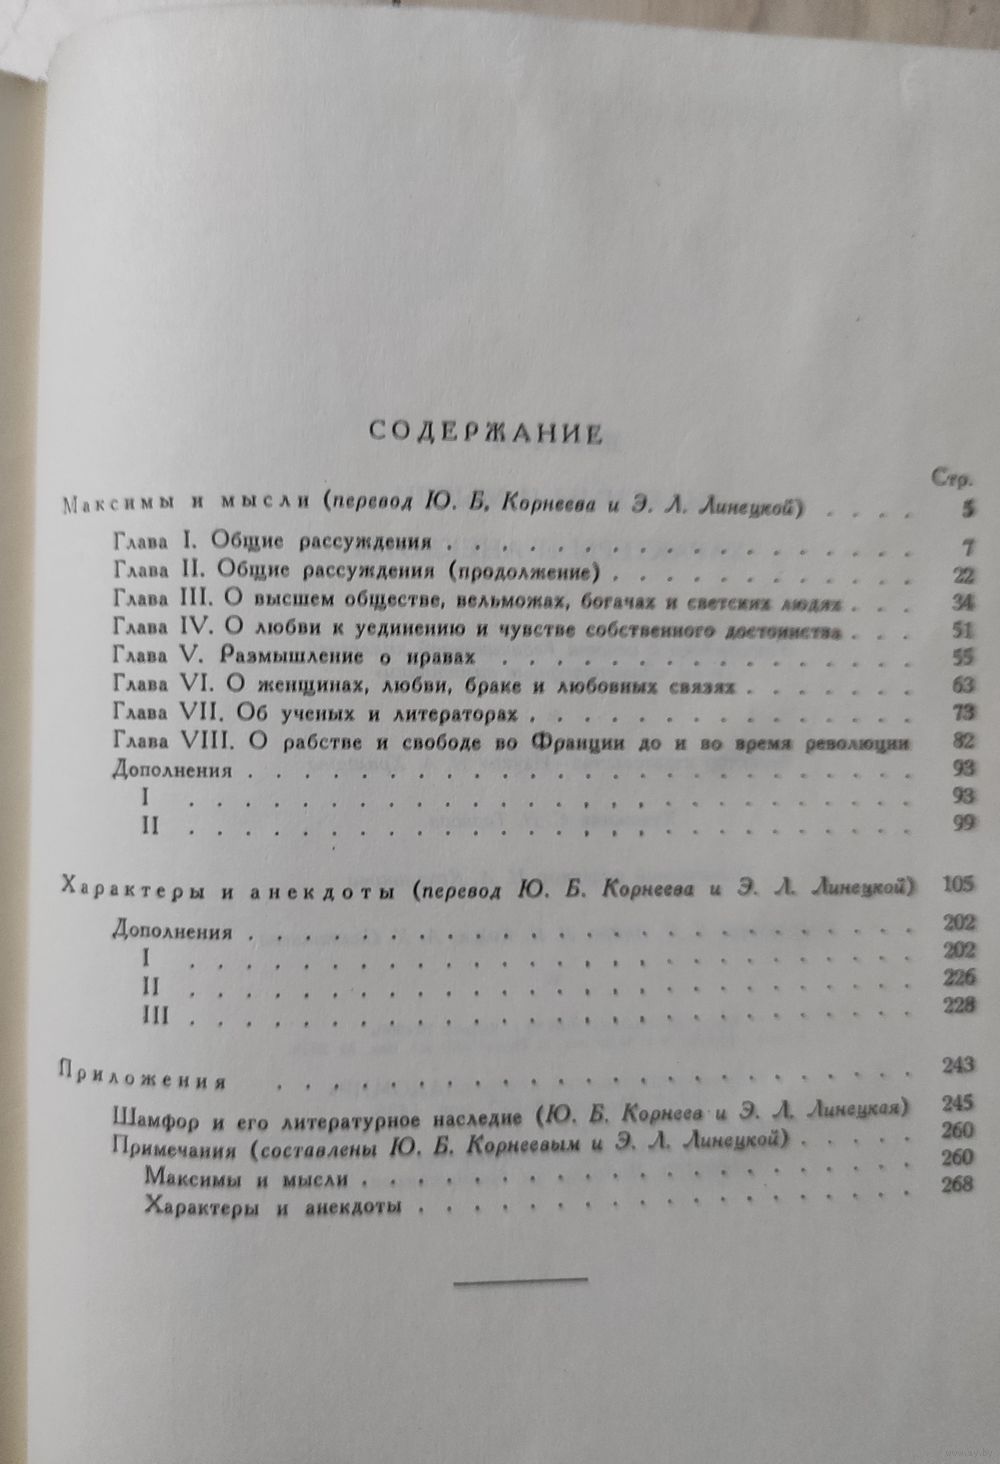 СОДЕРЖАНИЕ
Стр.
Максимы и мысли (перевод Ю. Б. Корнеева и Э. Л. Линецкой) . . . . 5
Глава I. Общие рассуждения . . . . . . . . . . . . . . . . . 7
Глава II. Общие рассуждения (продолжение) . . . . . . . . . . . 22
Глава III. О высшем обществе, вельможах, богачах и светских людях . . . 34
Глава IV. О любви к уединению и чувстве собственного достоинства . . . 51
Глава V. Размышление о нравах . . . . . . . . . . . . . . . 55
Глава VI. О женщинах, любви, браке и любовных связях . . . . . . 63
Глава VII. Об ученых и литераторах . . . . . . . . . . . . . . 73
Глава VIII. О рабстве и свободе во Франции до и во время революции 82
Дополнения . . . . . . . . . . . . . . . . . . . . . . . . 93
I . . . . . . . . . . . . . . . . . . . . . . . . . . 93
II . . . . . . . . . . . . . . . . . . . . . . . . . . 99
Характеры и анекдоты (перевод Ю. Б. Корнеева и Э. Л. Линецкой) 105
Дополнения . . . . . . . . . . . . . . . . . . . . . . . . 202
I . . . . . . . . . . . . . . . . . . . . . . . . . . 202
II . . . . . . . . . . . . . . . . . . . . . . . . . . 226
III . . . . . . . . . . . . . . . . . . . . . . . . . . 228
Приложения . . . . . . . . . . . . . . . . . . . . . . . 243
Шамфор и его литературное наследие (Ю. Б. Корнеев и Э. Л. Линецкая) 245
Примечания (составлены Ю. Б. Корнеевым и Э. Л. Линецкой) . . . . . 260
Максимы и мысли . . . . . . . . . . . . . . . . . . . . 260
Характеры и анекдоты . . . . . . . . . . . . . . . . . . 268